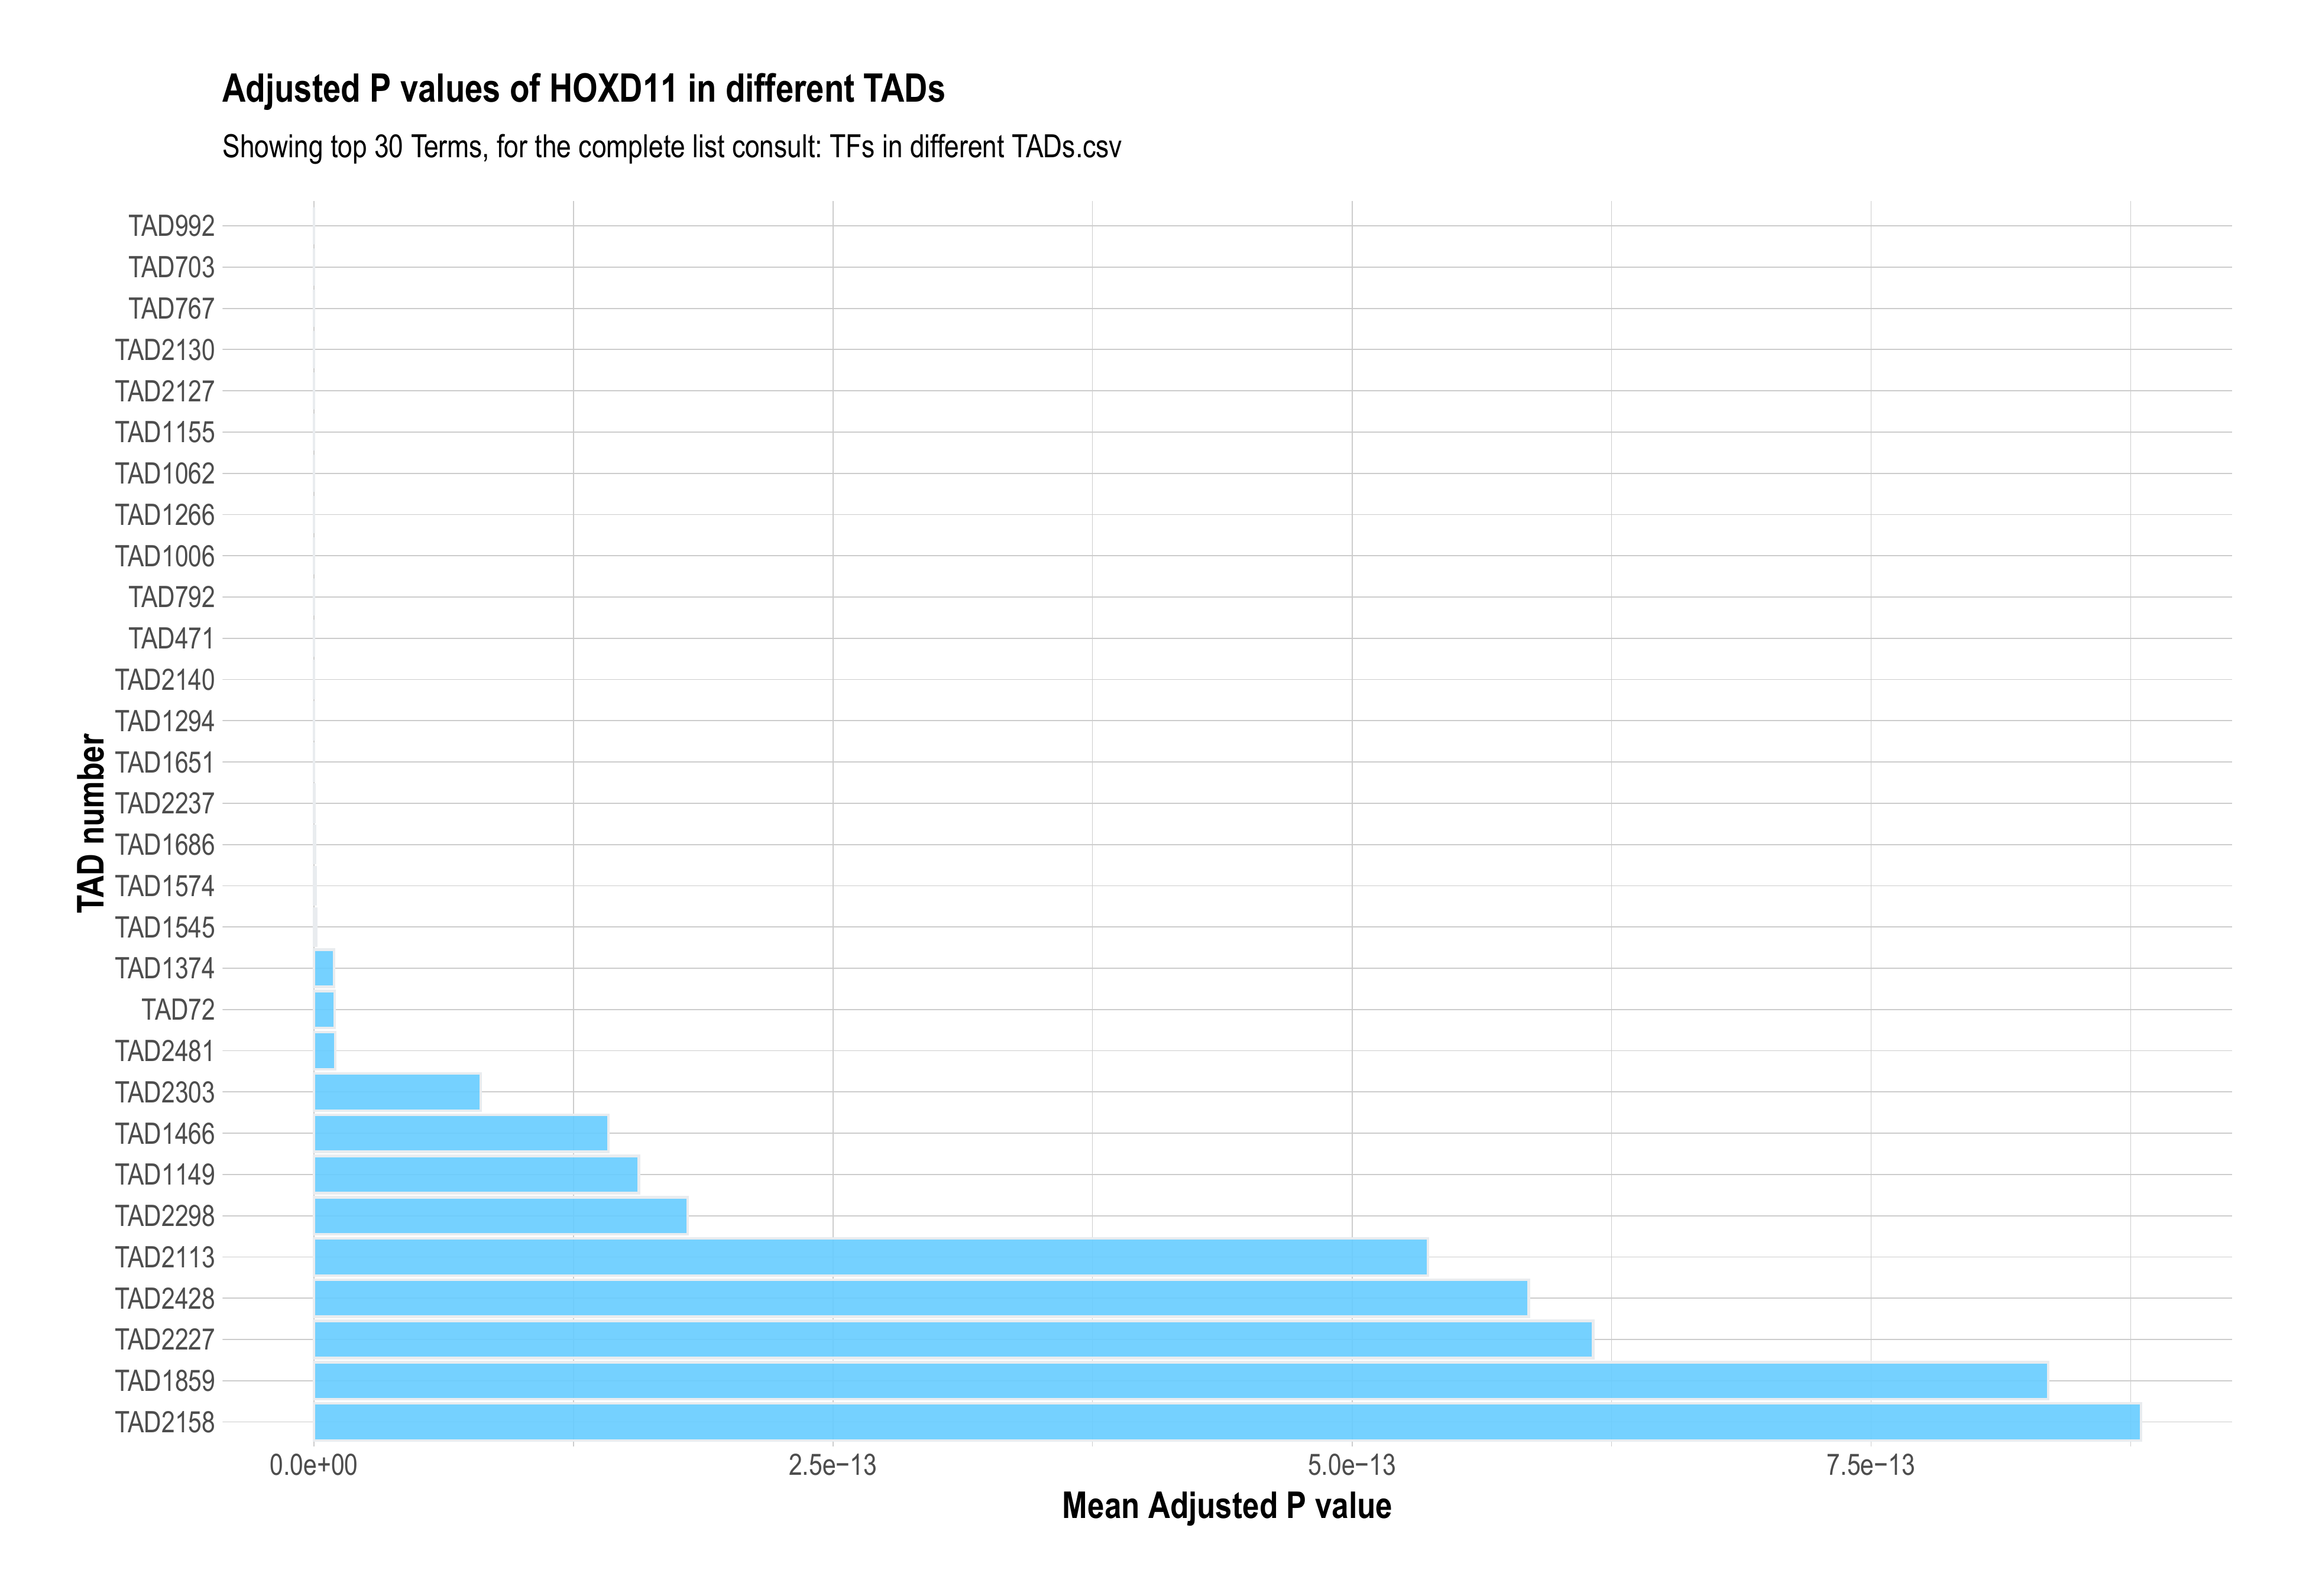 Adjusted P values of HOXD11 in different TADs
Showing top 30 Terms, for the complete list consult: TFs in different TADs.csv
TAD number
TAD992
TAD703
TAD767
TAD2130
TAD2127
TAD1155
TAD1062
TAD1266
TAD1006
TAD792
TAD471
TAD2140
TAD1294
TAD1651
TAD2237
TAD1686
TAD1574
TAD1545
TAD1374
TAD72
TAD2481
TAD2303
TAD1466
TAD1149
TAD2298
TAD2113
TAD2428
TAD2227
TAD1859
TAD2158
0.0e+00 2.5e−13 5.0e−13 7.5e−13
Mean Adjusted P value